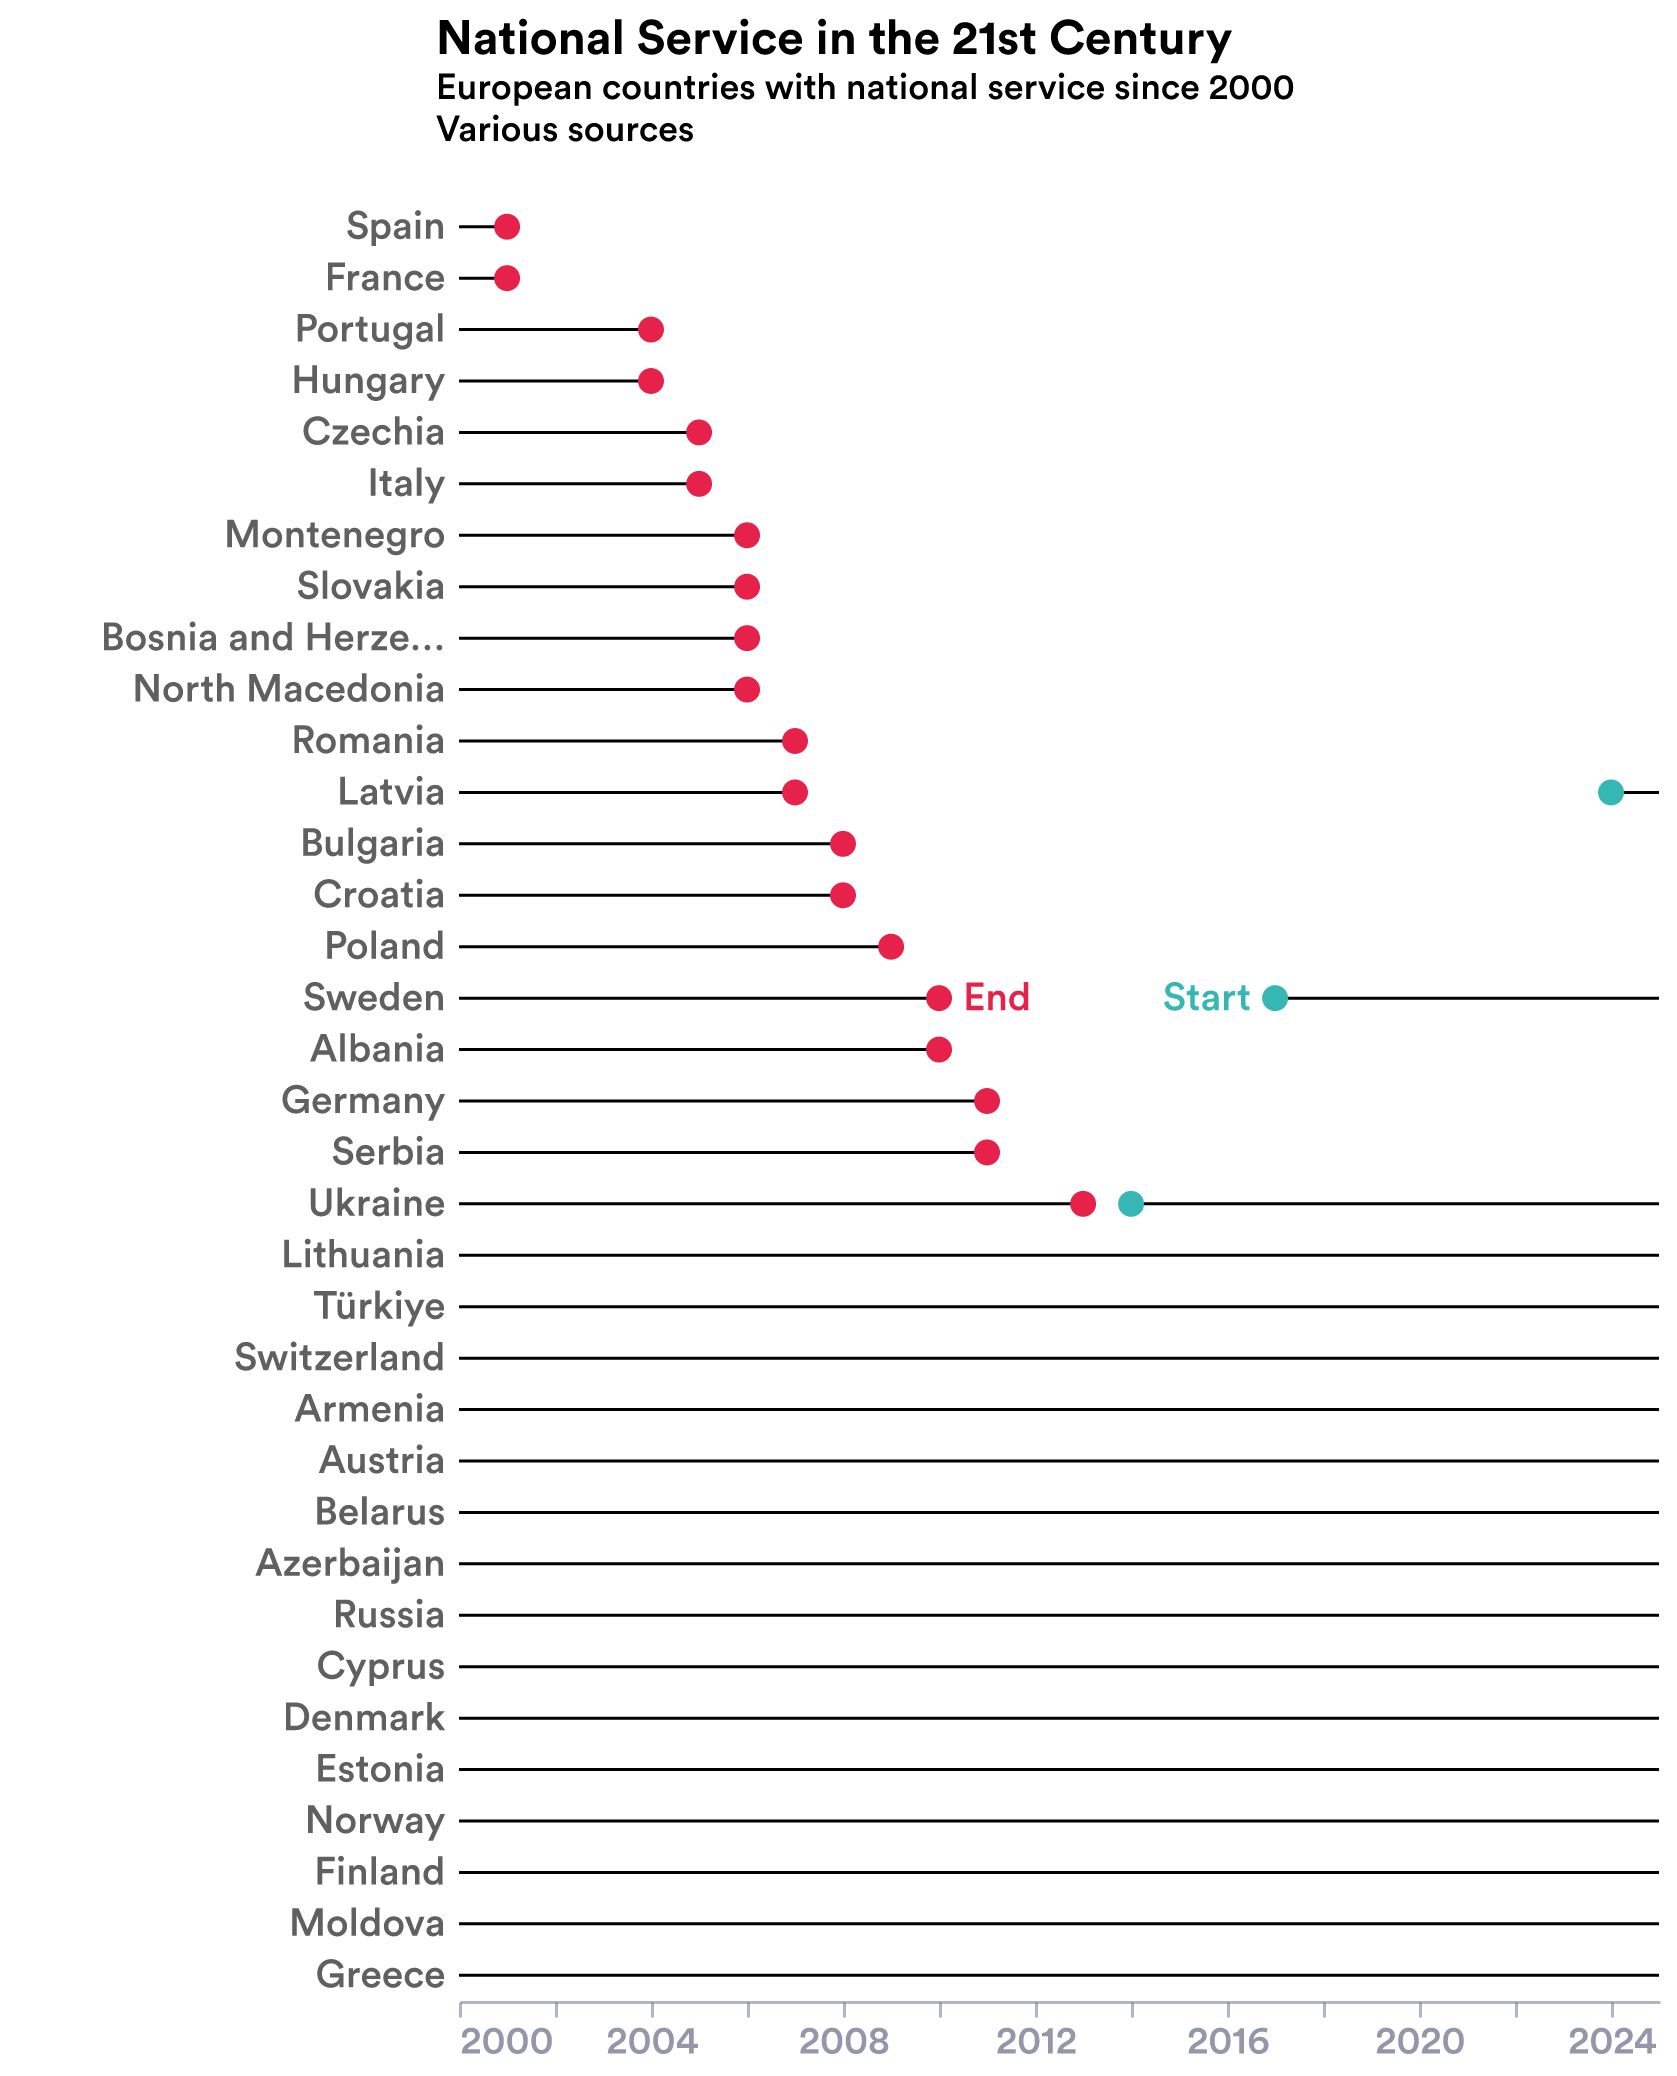 National Service in the 21st Century
European countries with national service since 2000
Various sources
Spain
France
Portugal
Hungary
Czechia
Italy
Montenegro
Slovakia
Bosnia and Herze...
North Macedonia
Romania
Latvia
Bulgaria
Croatia
Poland
Sweden End Start
Albania
Germany
Serbia
Ukraine
Lithuania
Türkiye
Switzerland
Armenia
Austria
Belarus
Azerbaijan
Russia
Cyprus
Denmark
Estonia
Norway
Finland
Moldova
Greece
2000 2004 2008 2012 2016 2020 2024